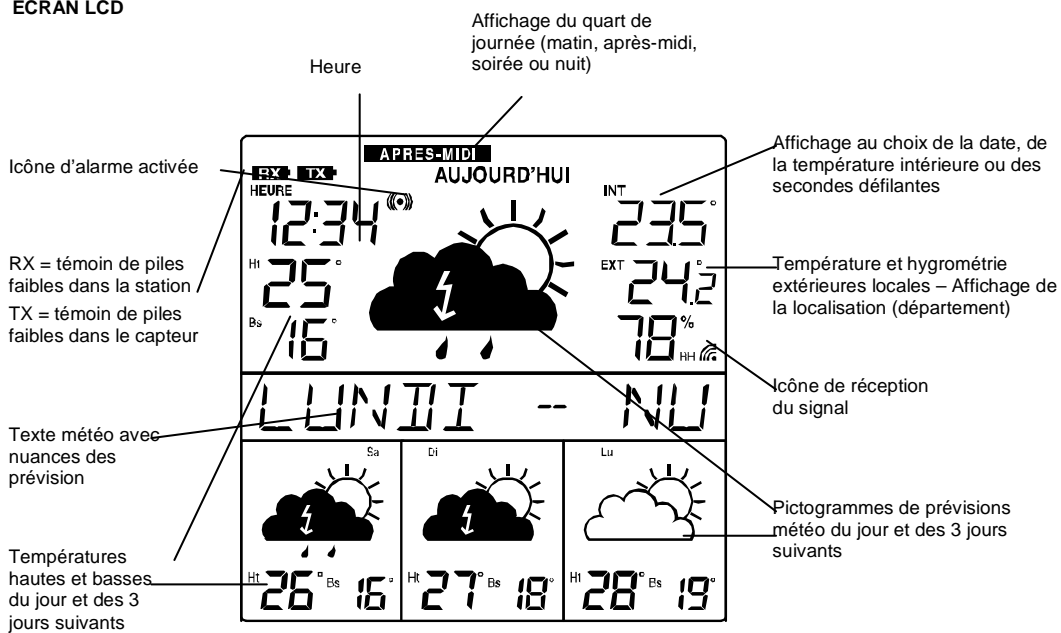 ECRAN LCD
Affichage du quart de
journée (matin, après-midi,
soirée ou nuit)
Heure
Icône d'alarme activée
Affichage au choix de la date, de
la température intérieure ou des
secondes défilantes
RX = témoin de piles
faibles dans la station
TX = témoin de piles
faibles dans le capteur
Température et hygrométrie
extérieures locales – Affichage de
la localisation (département)
Icône de réception
du signal
Texte météo avec
nuances des
prévision
Pictogrammes de prévisions
météo du jour et des 3 jours
suivants
Températures
hautes et basses
du jour et des 3
jours suivants
APRES-MIDI
RX TX
AUJOURD'HUI
HEURE
12:34
INT
23.5°
Ht
25°
EXT
24.2°
Bs
16°
78%
HH
LUNDI -- NU
Sa
Di
Lu
Ht 26° Bs 16°
Ht 27° Bs 18°
Ht 28° Bs 19°